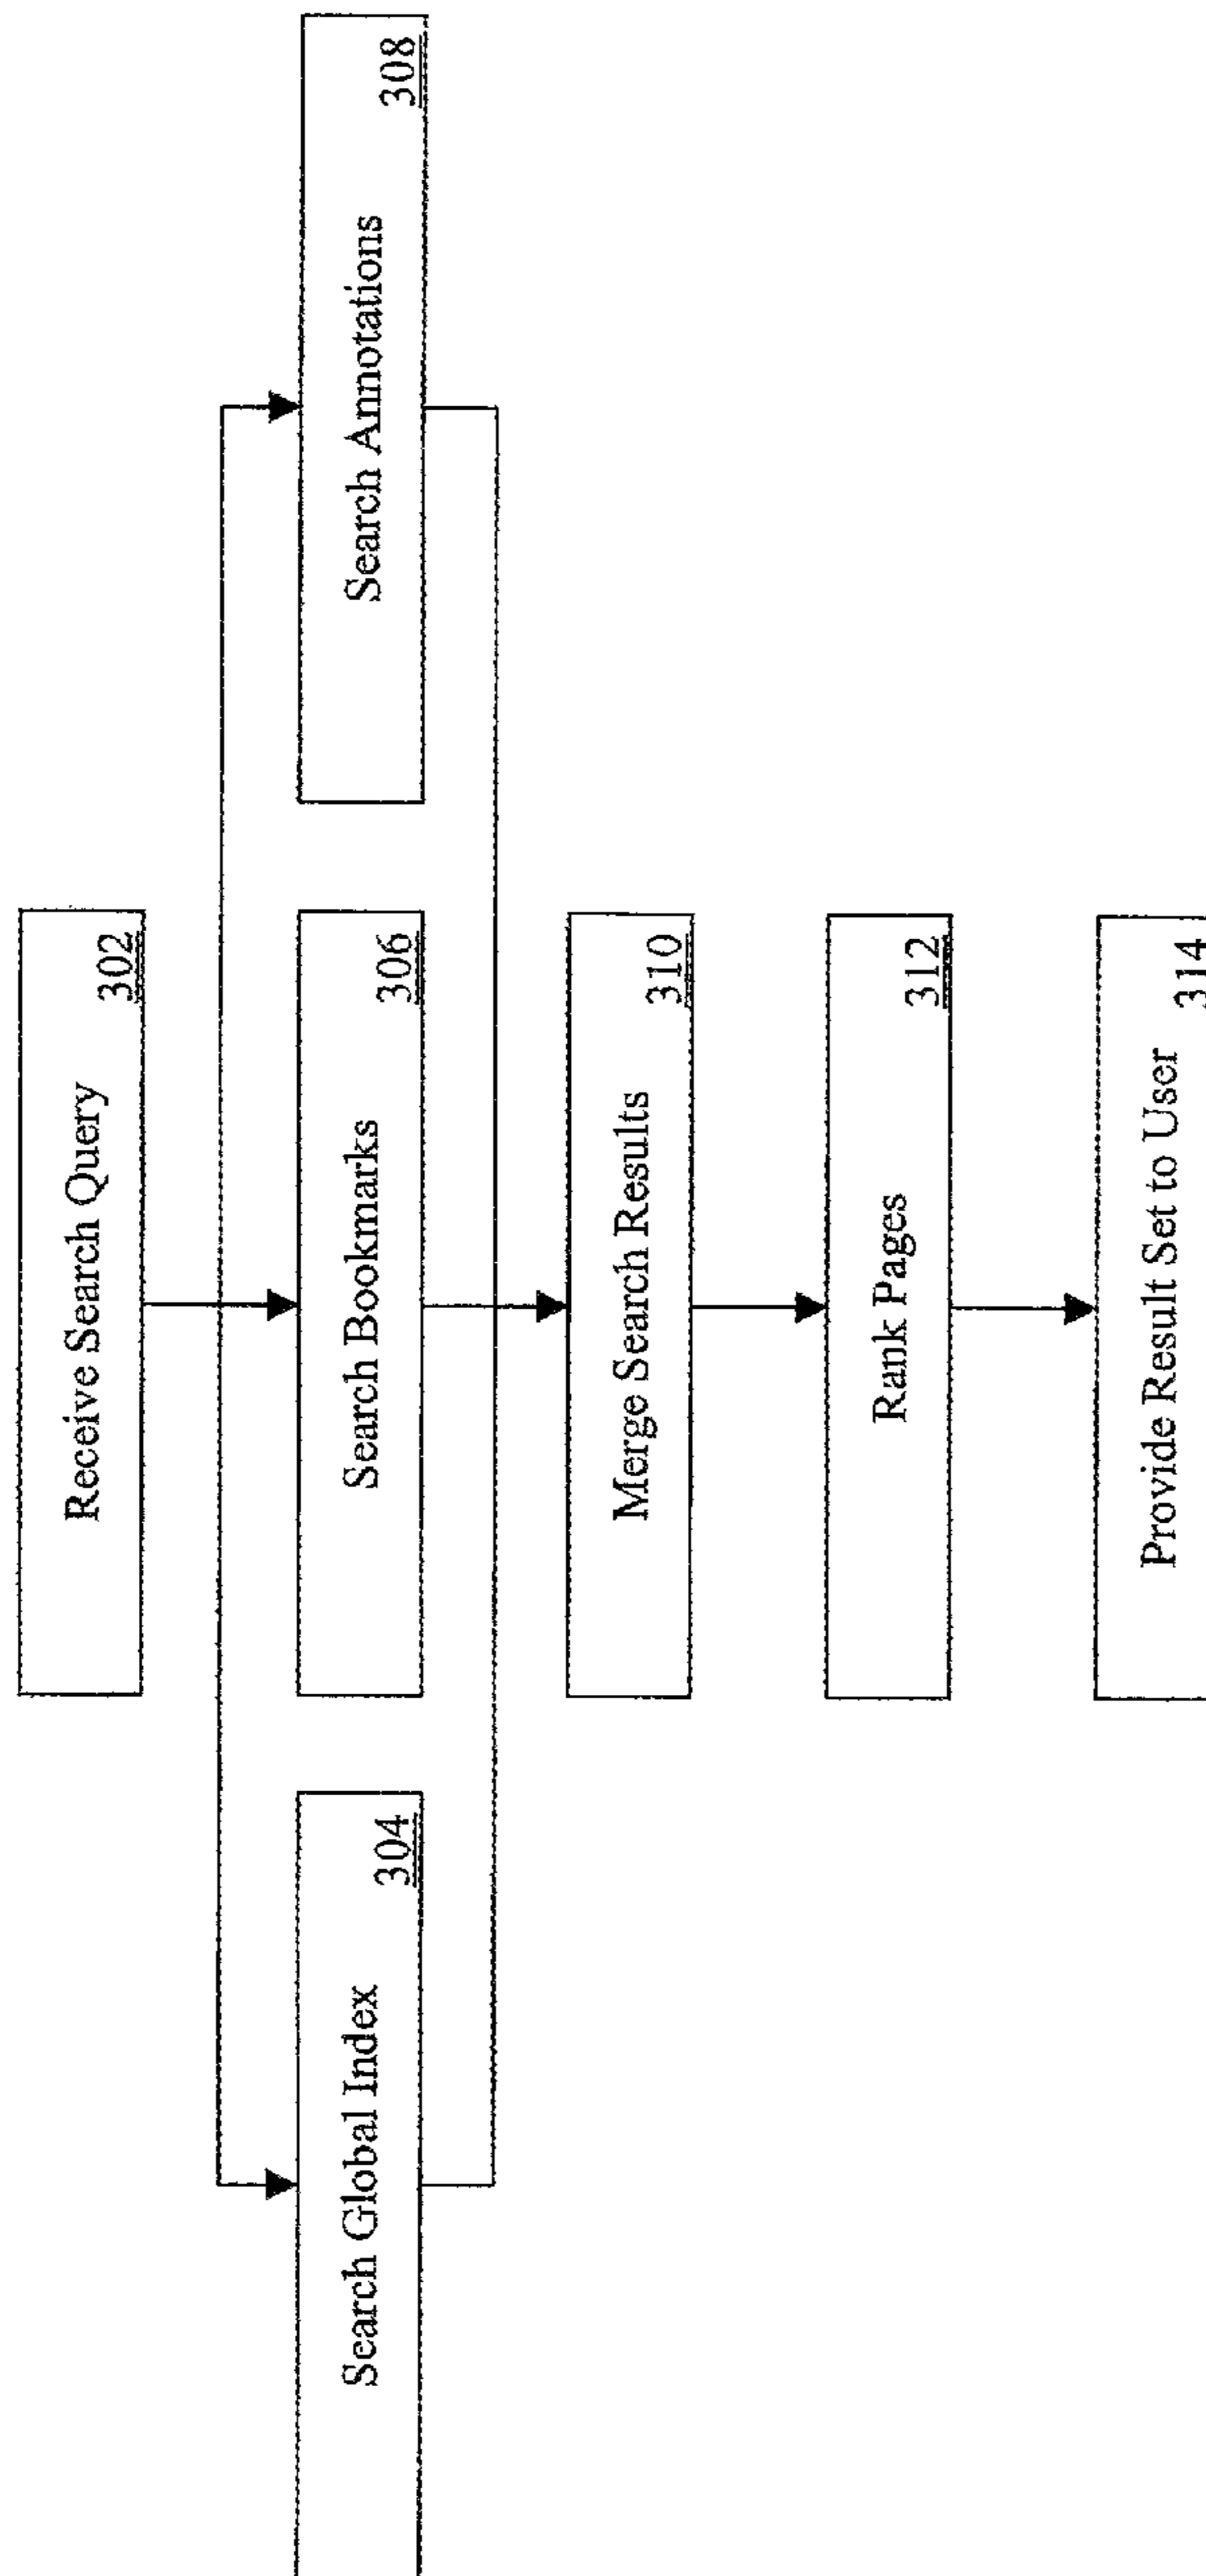 Receive Search Query
302
Search Global Index
304
Search Bookmarks
306
Search Annotations
308
Merge Search Results
310
Rank Pages
312
Provide Result Set to User
314